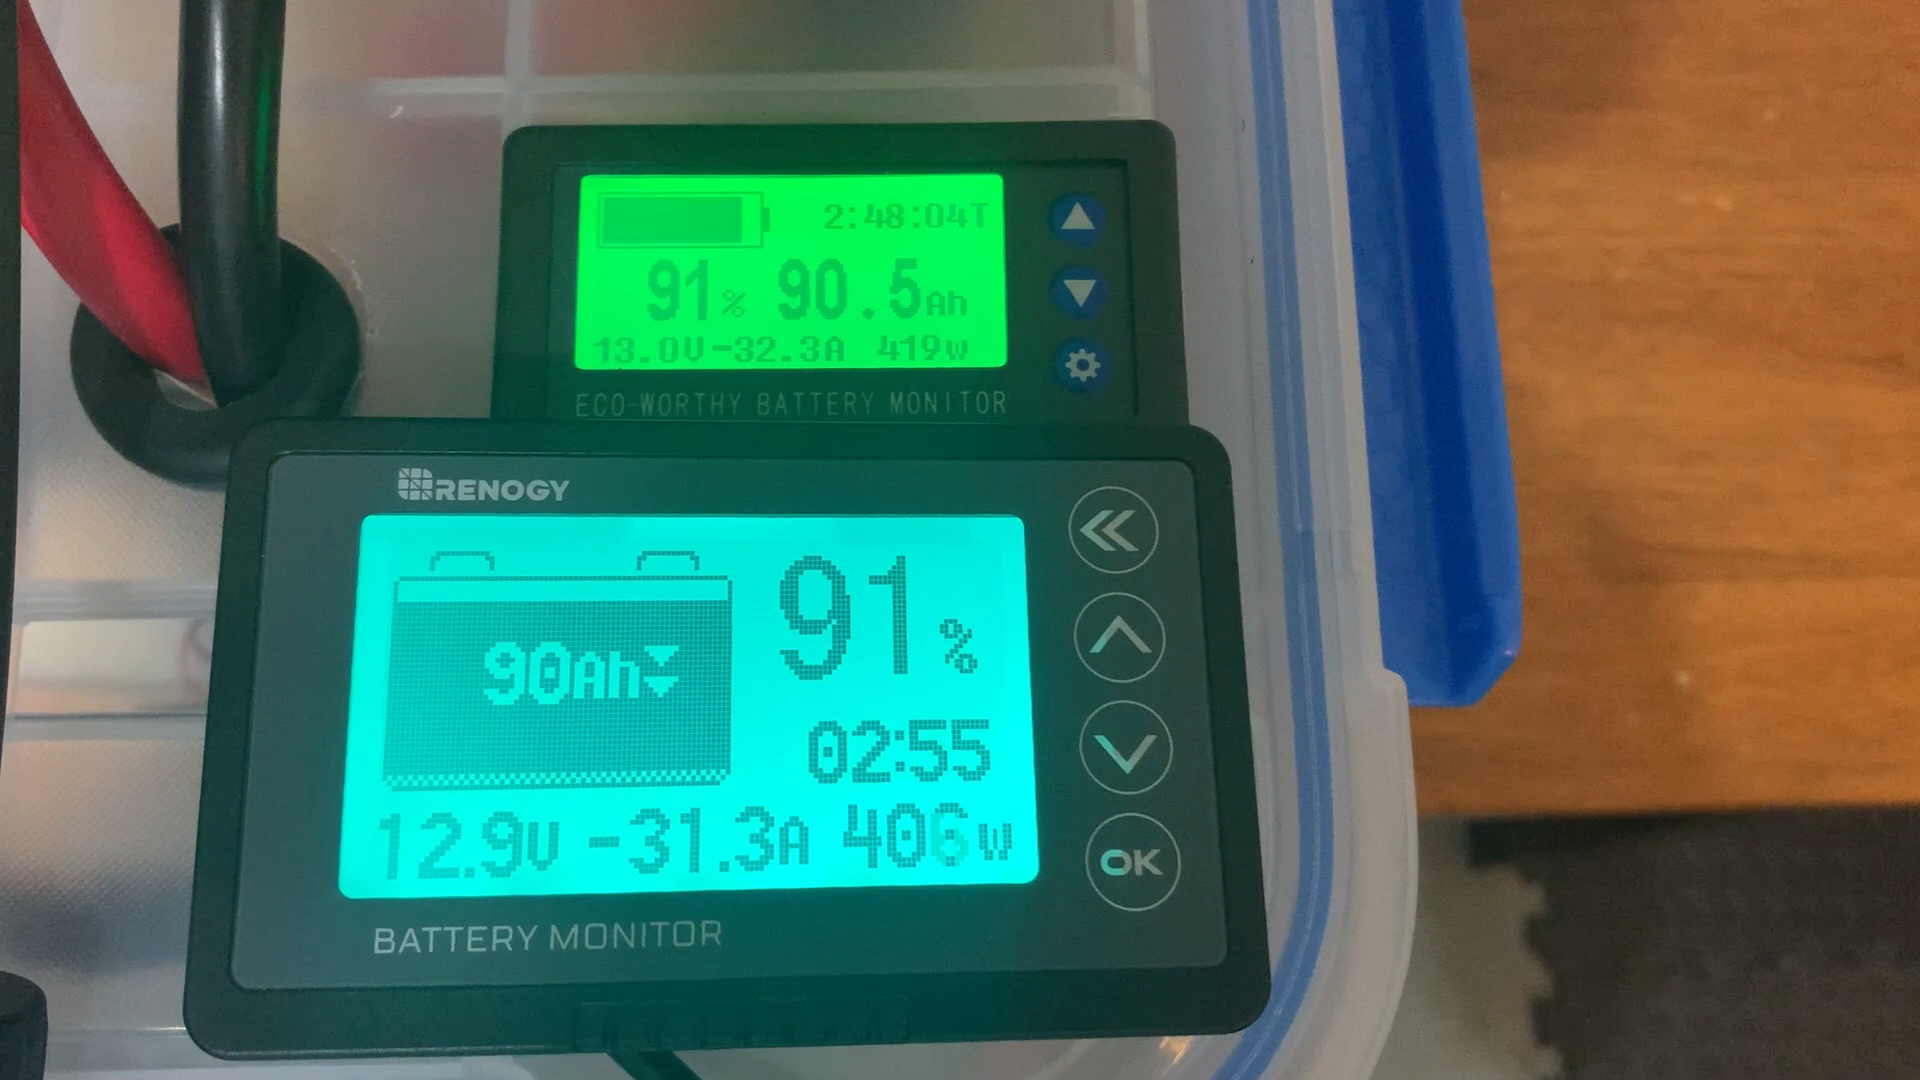 2:48:04T
91% 90.5Ah
13.0V -32.3A 419w
ECO-WORTHY BATTERY MONITOR
RENOGY
90Ah
91%
02:55
12.9V -31.3A 406W
OK
BATTERY MONITOR